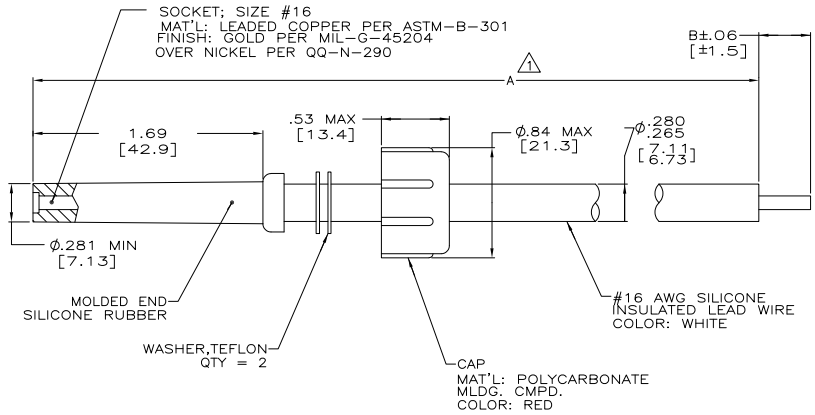 SOCKET; SIZE #16
MAT'L: LEADED COPPER PER ASTM-B-301
FINISH: GOLD PER MIL-G-45204
OVER NICKEL PER QQ-N-290
B±.06
[±1.5]
1
A
1.69
[42.9]
.53 MAX
[13.4]
Ø.84 MAX
[21.3]
Ø.280
.265
[7.11
6.73]
Ø.281 MIN
[7.13]
MOLDED END
SILICONE RUBBER
WASHER,TEFLON
QTY = 2
CAP
MAT'L: POLYCARBONATE
MLDG. CMPD.
COLOR: RED
#16 AWG SILICONE
INSULATED LEAD WIRE
COLOR: WHITE